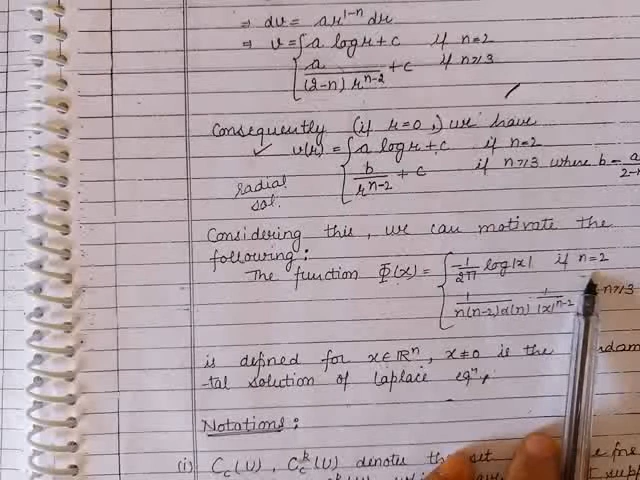 ⇒ dv = a r^{1-n} dr
⇒ v = { a log r + c if n=2
a/((2-n) r^{n-2}) + c if n≥3
Consequently (if r=0,) we have
v(r) = { a log r + c if n=2
b/r^{n-2} + c if n≥3 where b = a/2-
radial
sol.
Considering this, we can motivate the
following:
The function Φ(x) = { -1/2π log|x| if n=2
1/(n(n-2)α(n)) · 1/|x|^{n-2} n≥3
is defined for x∈ℝⁿ, x≠0 is the
-tal solution of Laplace eqⁿ,
Notations:
(i) C_c(U), C_c^k(U) denotes the set